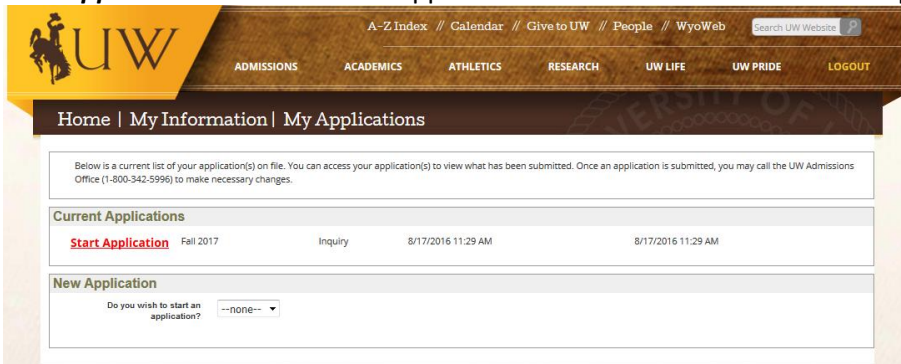 A-Z Index // Calendar // Give to UW // People // WyoWeb Search UW Website
UW
ADMISSIONS ACADEMICS ATHLETICS RESEARCH UW LIFE UW PRIDE LOGOUT
Home | My Information | My Applications
Below is a current list of your application(s) on file. You can access your application(s) to view what has been submitted. Once an application is submitted, you may call the UW Admissions
Office (1-800-342-5996) to make necessary changes.
Current Applications
Start Application Fall 2017 Inquiry 8/17/2016 11:29 AM 8/17/2016 11:29 AM
New Application
Do you wish to start an
application? --none--